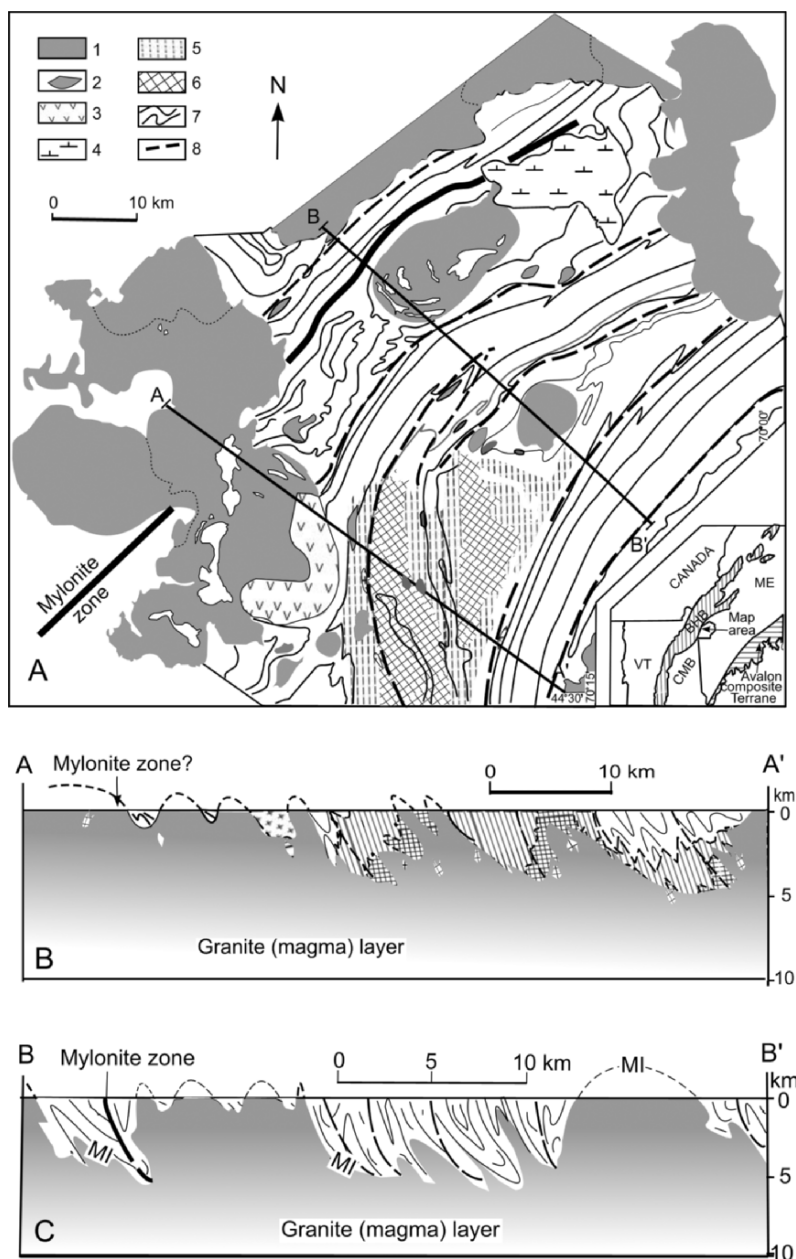 1
2
3
4
5
6
7
8
N
0 10 km
B
A
Mylonite
zone
A
B'
70°00'
70°15'
44°30'
CANADA
ME
BHB
Map
area
VT
CMB
Avalon
Composite
Terrane
A
Mylonite zone?
0 10 km
A'
km
0
5
10
Granite (magma) layer
B
B
Mylonite zone
0 5 10 km
MI
B'
km
0
MI
MI
5
Granite (magma) layer
C
10